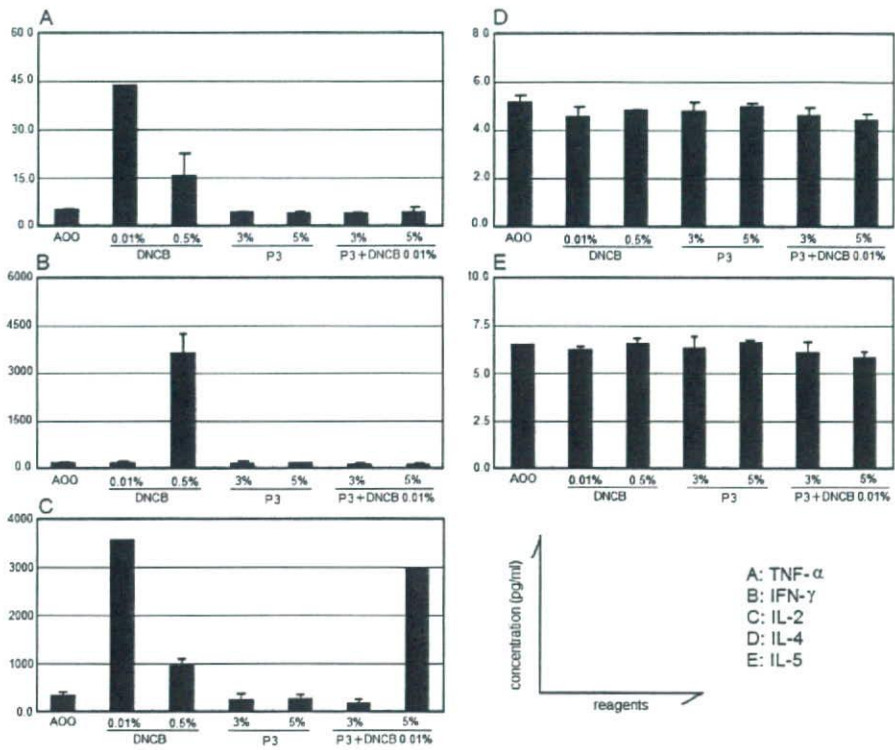 A
60.0
45.0
30.0
15.0
0.0
AOO 0.01% 0.5% 3% 5% 3% 5%
DNCB P3 P3+DNCB 0.01%
B
6000
4500
3000
1500
0.0
AOO 0.01% 0.5% 3% 5% 3% 5%
DNCB P3 P3+DNCB 0.01%
C
4000
3000
2000
1000
0.0
AOO 0.01% 0.5% 3% 5% 3% 5%
DNCB P3 P3+DNCB 0.01%
D
8.0
6.0
4.0
2.0
0.0
AOO 0.01% 0.5% 3% 5% 3% 5%
DNCB P3 P3+DNCB 0.01%
E
10.0
7.5
5.0
2.5
0.0
AOO 0.01% 0.5% 3% 5% 3% 5%
DNCB P3 P3+DNCB 0.01%
concentration (pg/ml)
reagents
A: TNF-α
B: IFN-γ
C: IL-2
D: IL-4
E: IL-5